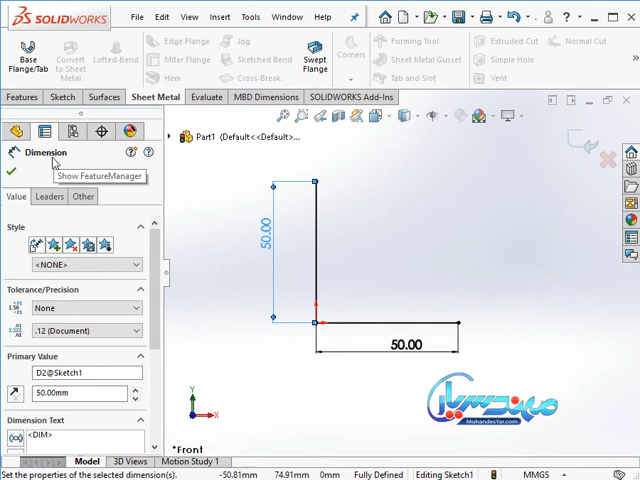 SOLIDWORKS
File Edit View Insert Tools Window
Base Flange/Tab
Convert to Sheet Metal
Lofted-Bend
Edge Flange
Miter Flange
Hem
Jog
Sketched Bend
Cross-Break
Swept Flange
Corners
Forming Tool
Sheet Metal Gusset
Tab and Slot
Extruded Cut
Simple Hole
Vent
Normal Cut
Features Sketch Surfaces Sheet Metal Evaluate MBD Dimensions SOLIDWORKS Add-Ins
Part1 (Default<<Default>...
Dimension
Show FeatureManager
Value Leaders Other
Style
<NONE>
Tolerance/Precision
None
.12 (Document)
Primary Value
D2@Sketch1
50.00mm
Dimension Text
<DIM>
50.00
50.00
Y
X
*Front
مهندسیار
MohandesYar.com
Model 3D Views Motion Study 1
Set the properties of the selected dimension(s). -50.81mm 74.91mm 0mm Fully Defined Editing Sketch1 MMGS